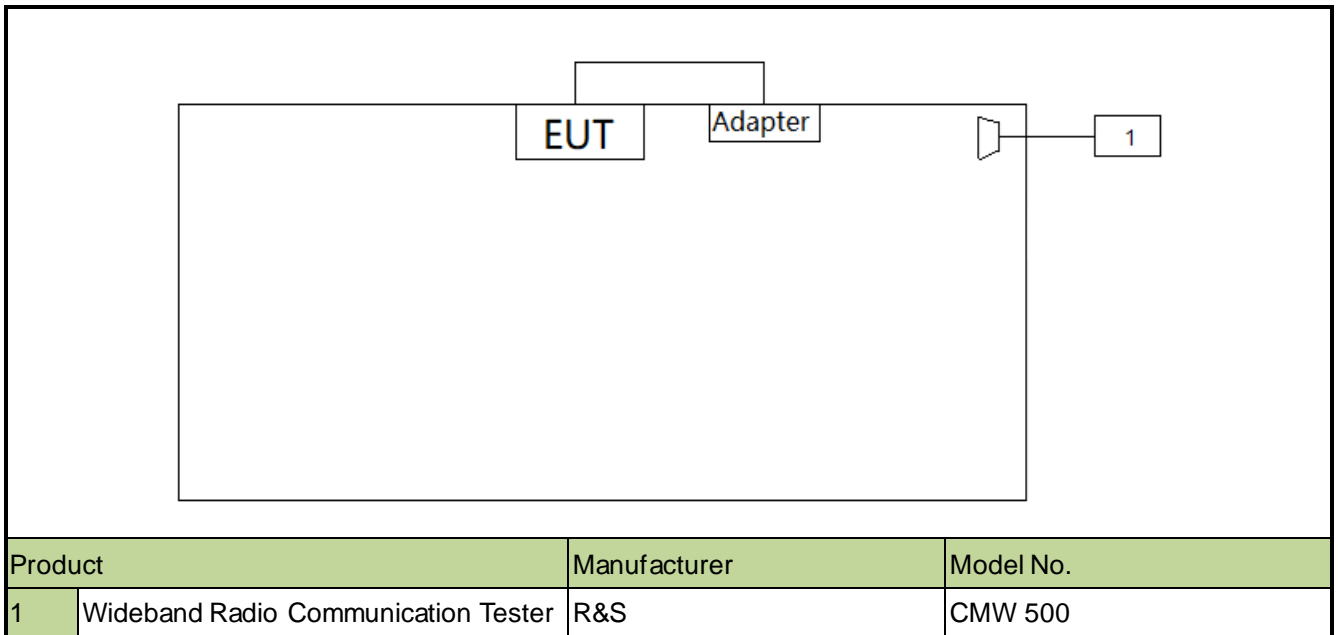 EUT
Adapter
1
Product Manufacturer Model No.
1 Wideband Radio Communication Tester R&S CMW 500